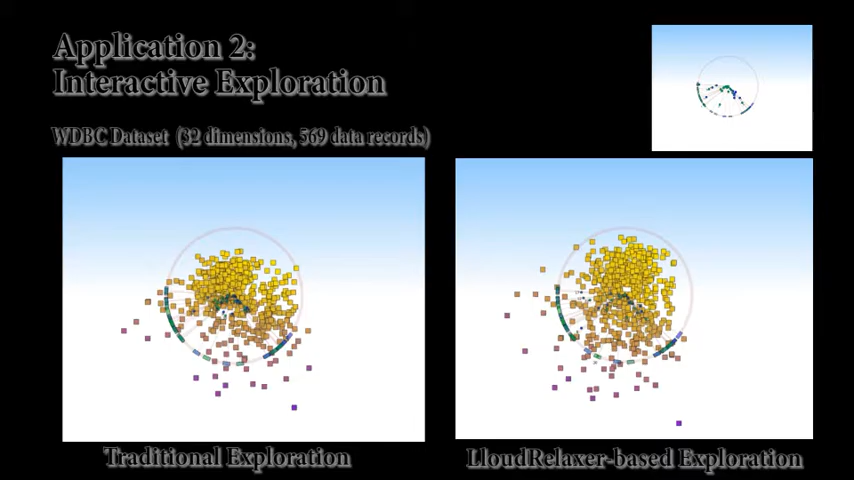 Application 2:
Interactive Exploration
WDBC Dataset (32 dimensions, 569 data records)
Traditional Exploration
LloudRelaxer-based Exploration